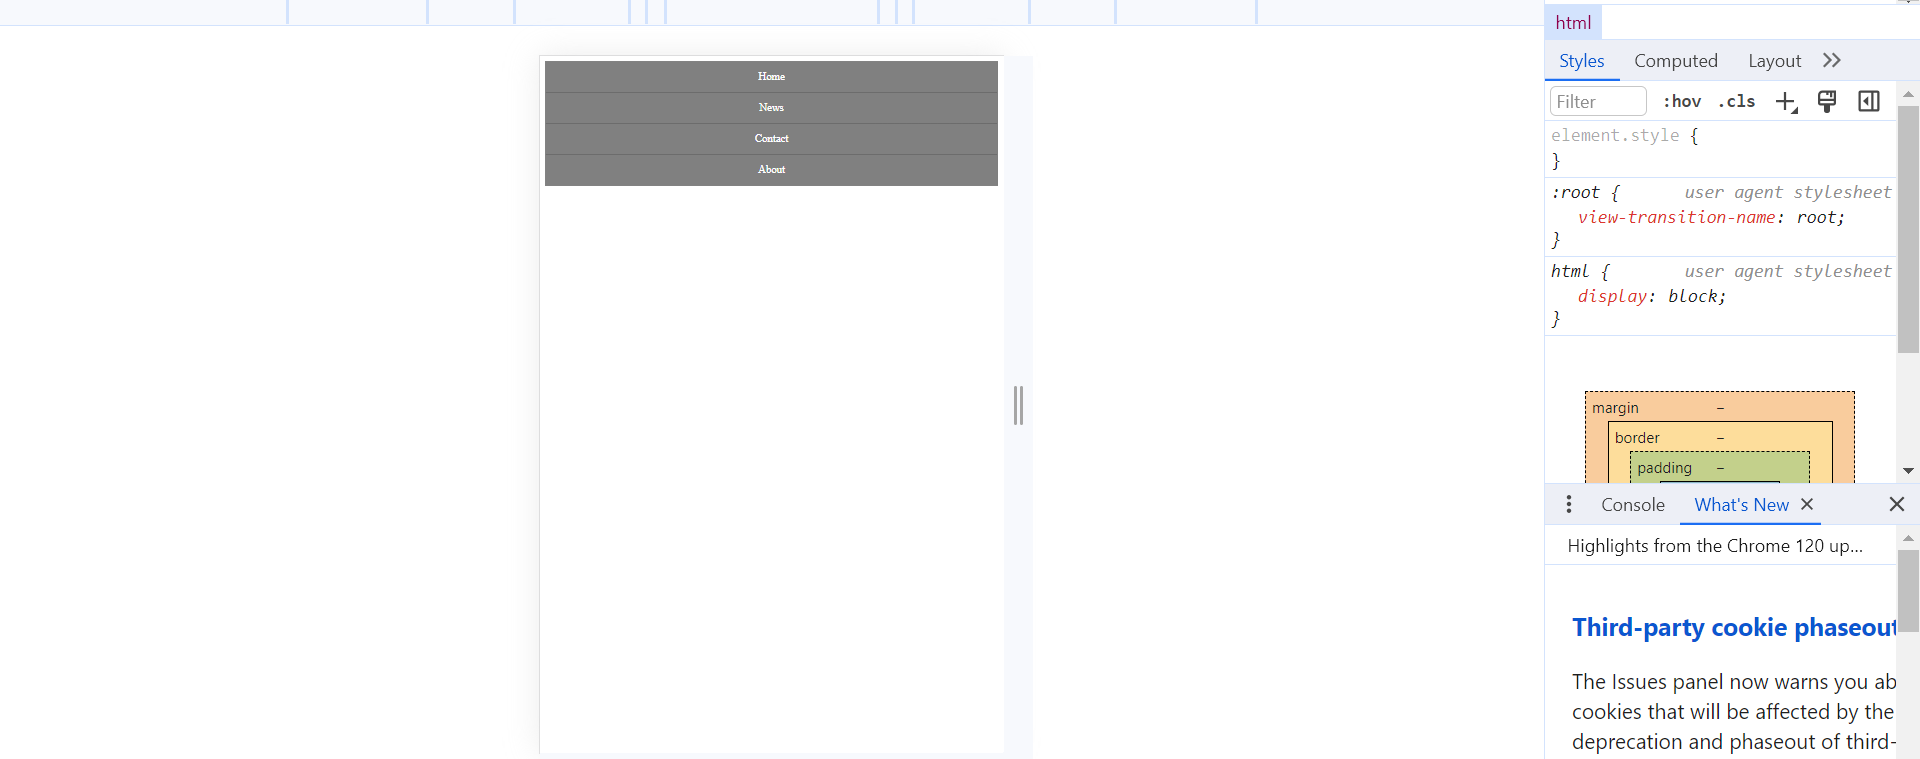 Home
News
Contact
About
html
Styles Computed Layout
Filter :hov .cls
element.style {
}
:root { user agent stylesheet
view-transition-name: root;
}
html { user agent stylesheet
display: block;
}
margin –
border –
padding –
Console What's New
Highlights from the Chrome 120 up...
Third-party cookie phaseout
The Issues panel now warns you ab
cookies that will be affected by the
deprecation and phaseout of third-